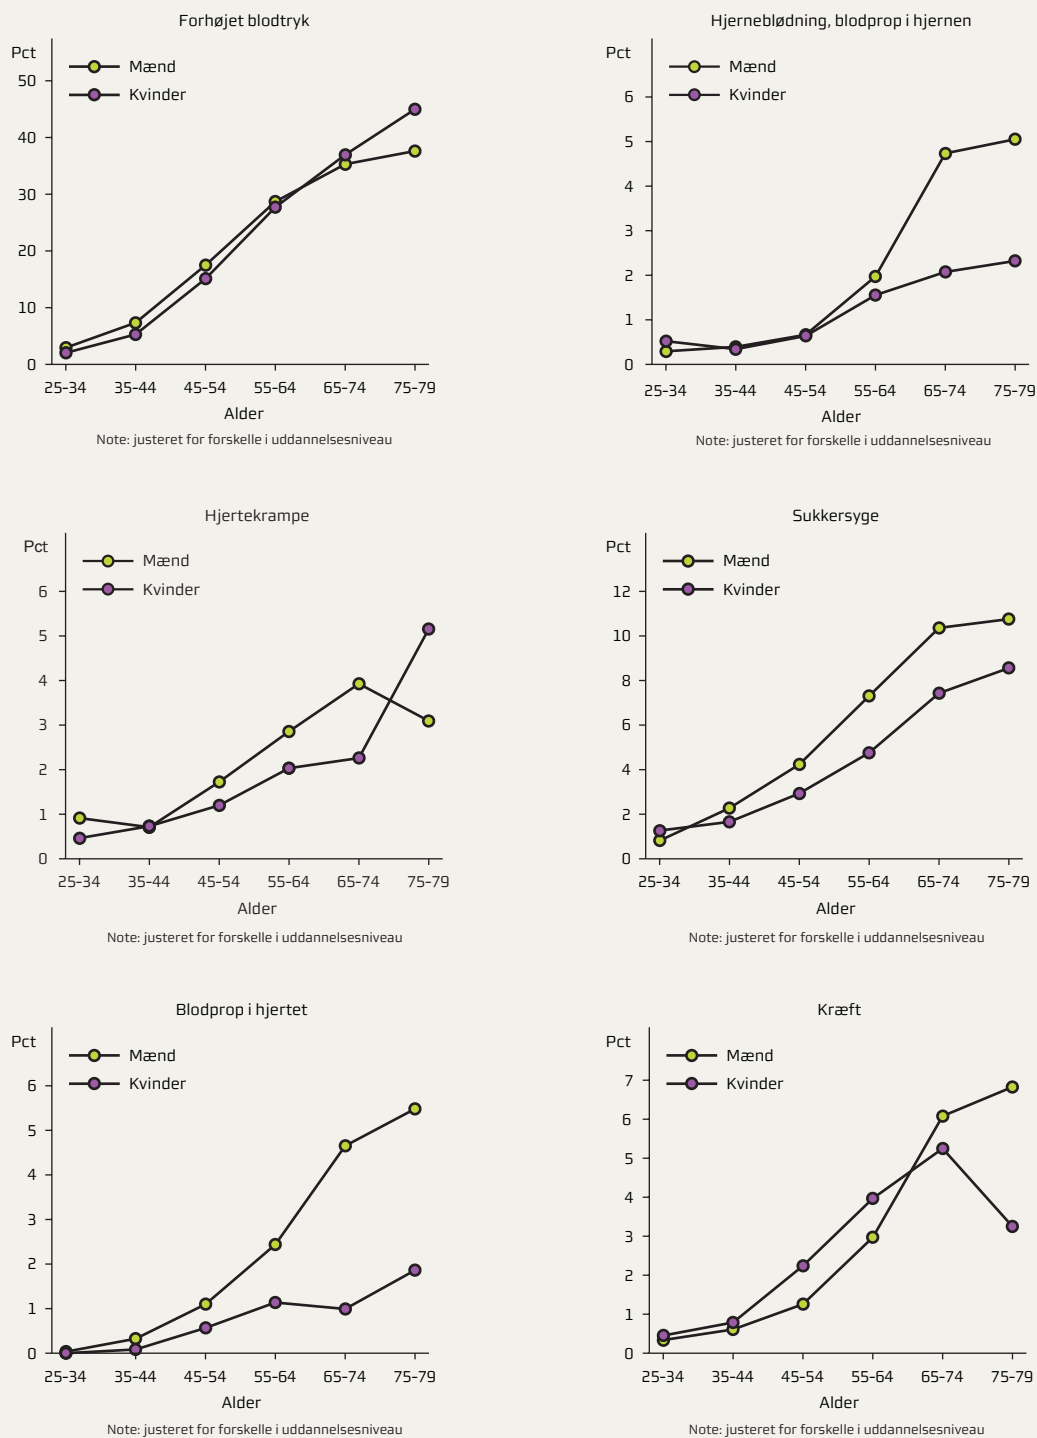 Forhøjet blodtryk
Pct
Mænd
Kvinder
50
40
30
20
10
0
25-34 35-44 45-54 55-64 65-74 75-79
Alder
Note: justeret for forskelle i uddannelsesniveau
Hjerneblødning, blodprop i hjernen
Pct
Mænd
Kvinder
6
5
4
3
2
1
0
25-34 35-44 45-54 55-64 65-74 75-79
Alder
Note: justeret for forskelle i uddannelsesniveau
Hjertekrampe
Pct
Mænd
Kvinder
6
5
4
3
2
1
0
25-34 35-44 45-54 55-64 65-74 75-79
Alder
Note: justeret for forskelle i uddannelsesniveau
Sukkersyge
Pct
Mænd
Kvinder
12
10
8
6
4
2
0
25-34 35-44 45-54 55-64 65-74 75-79
Alder
Note: justeret for forskelle i uddannelsesniveau
Blodprop i hjertet
Pct
Mænd
Kvinder
6
5
4
3
2
1
0
25-34 35-44 45-54 55-64 65-74 75-79
Alder
Note: justeret for forskelle i uddannelsesniveau
Kræft
Pct
Mænd
Kvinder
7
6
5
4
3
2
1
0
25-34 35-44 45-54 55-64 65-74 75-79
Alder
Note: justeret for forskelle i uddannelsesniveau